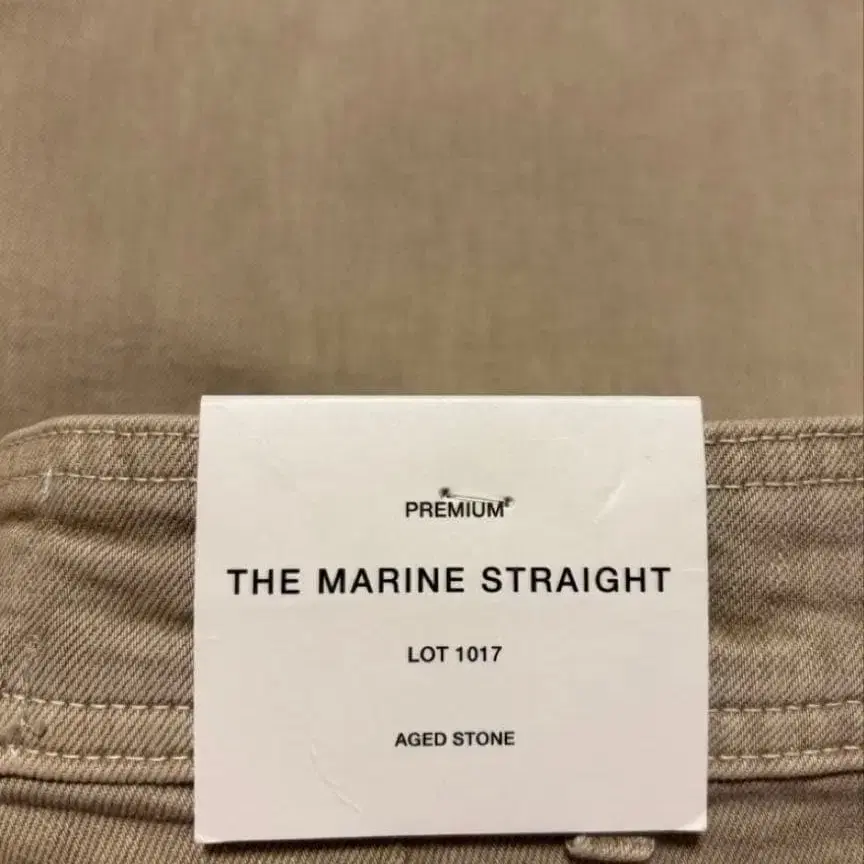 PREMIUM
THE MARINE STRAIGHT
LOT 1017
AGED STONE